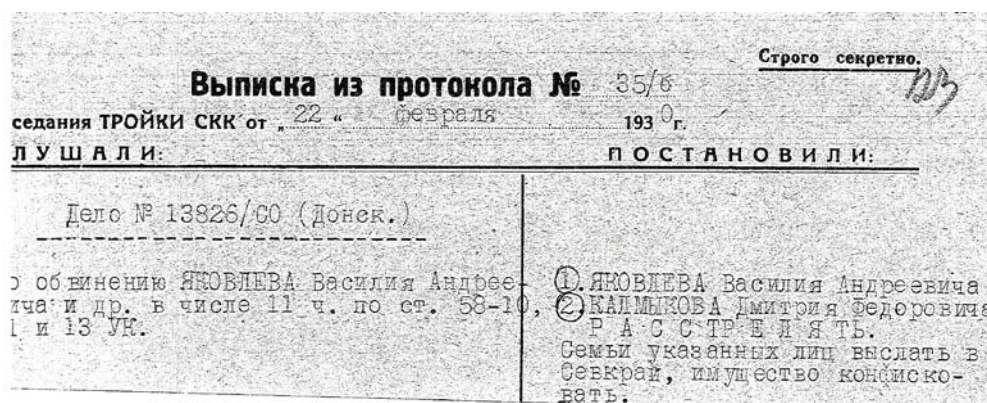 Строго секретно.
Выписка из протокола № 35/6
седания ТРОЙКИ СКК от „22“ февраля 1930 г.
ЛУШАЛИ: ПОСТАНОВИЛИ:
Дело № 13826/СО (Донск.)
о обвинению ЯКОВЛЕВА Василия Андрее-
вича и др. в числе 11 ч. по ст. 58-10,
1 и 13 УК.
1. ЯКОВЛЕВА Василия Андреевича
2. КАЛМЫКОВА Дмитрия Федоровича
РАССТРЕЛЯТЬ.
Семьи указанных лиц выслать в
Севкрай, имущество конфиско-
вать.